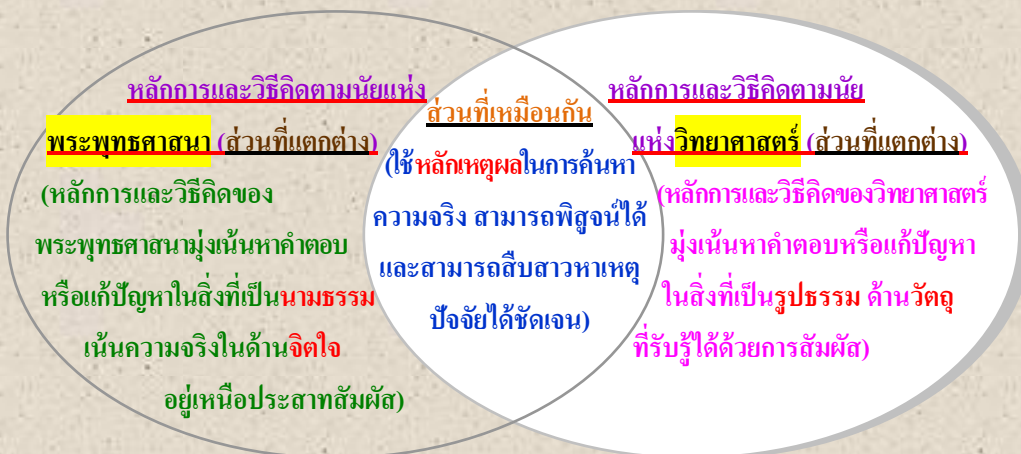 หลักการและวิธีคิดตามนัยแห่ง
พระพุทธศาสนา (ส่วนที่แตกต่าง)
(หลักการและวิธีคิดของ
พระพุทธศาสนามุ่งเน้นหาคำตอบ
หรือแก้ปัญหาในสิ่งที่เป็นนามธรรม
เน้นความจริงในด้านจิตใจ
อยู่เหนือประสาทสัมผัส)
ส่วนที่เหมือนกัน
(ใช้หลักเหตุผลในการค้นหา
ความจริง สามารถพิสูจน์ได้
และสามารถสืบสาวหาเหตุ
ปัจจัยได้ชัดเจน)
หลักการและวิธีคิดตามนัย
แห่งวิทยาศาสตร์ (ส่วนที่แตกต่าง)
(หลักการและวิธีคิดของวิทยาศาสตร์
มุ่งเน้นหาคำตอบหรือแก้ปัญหา
ในสิ่งที่เป็นรูปธรรม ด้านวัตถุ
ที่รับรู้ได้ด้วยการสัมผัส)